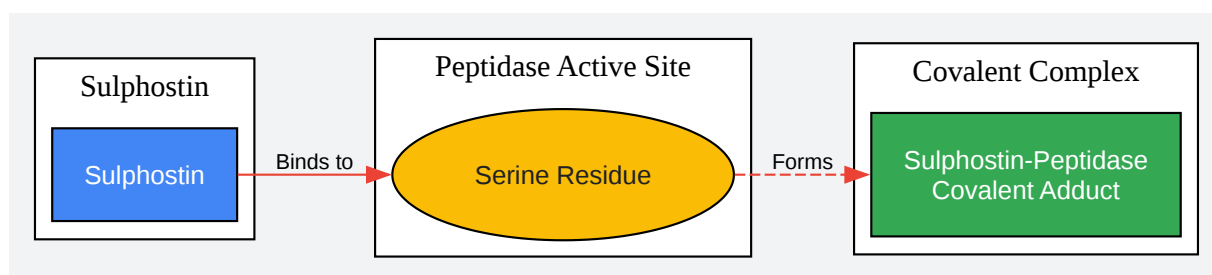 Sulphostin
Sulphostin
Binds to
Peptidase Active Site
Serine Residue
Forms
Covalent Complex
Sulphostin-Peptidase
Covalent Adduct